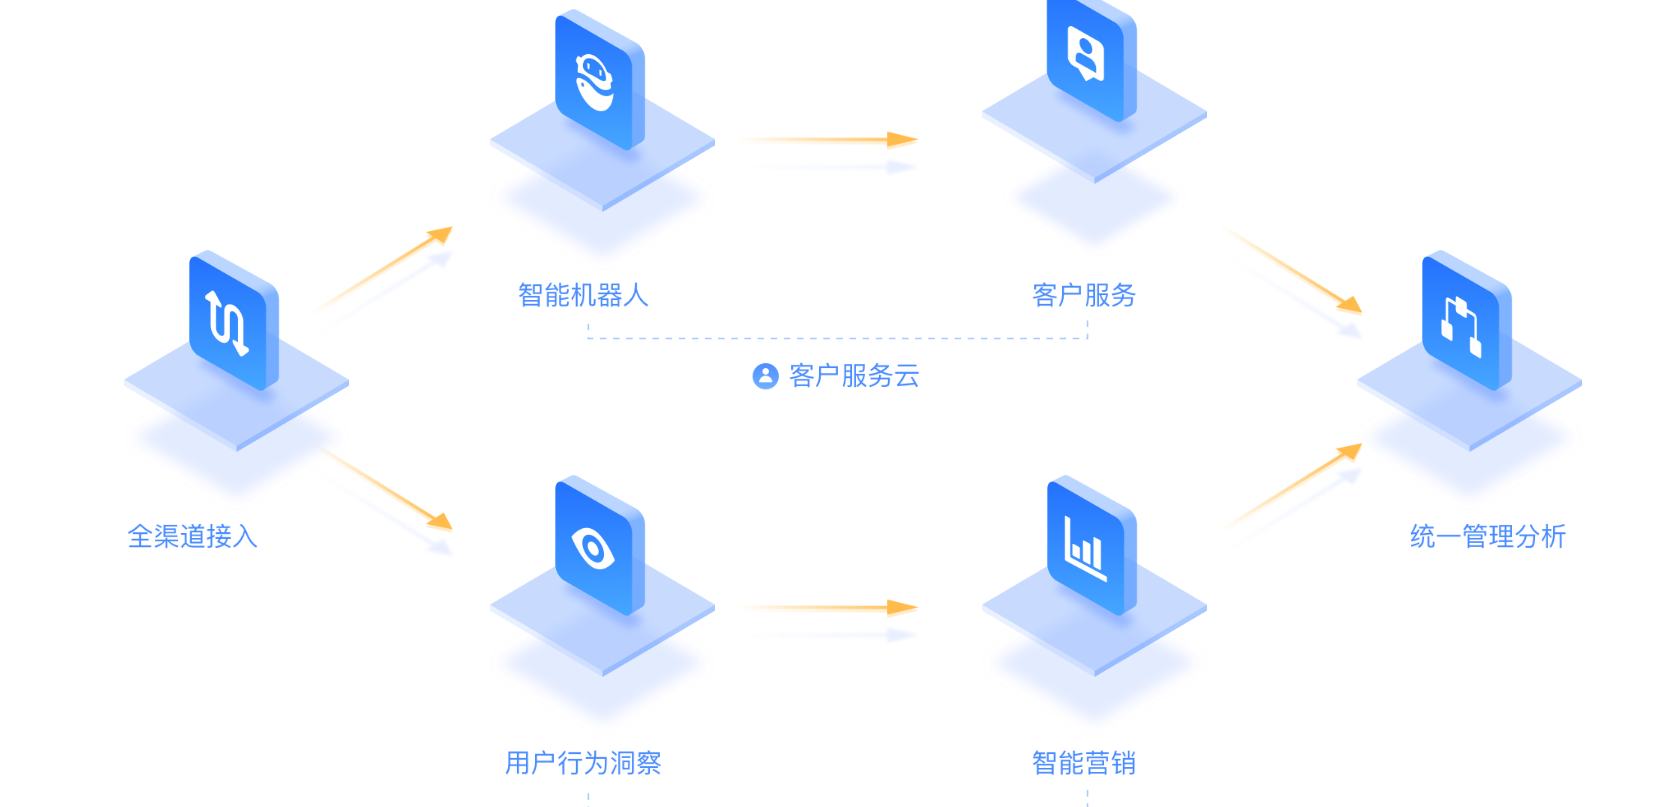 智能机器人
客户服务
客户服务云
全渠道接入
统一管理分析
用户行为洞察
智能营销